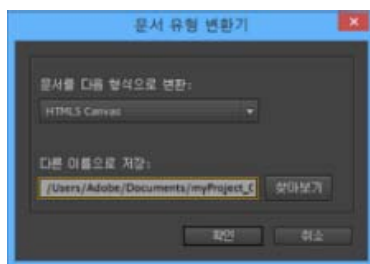 문서 유형 변환기
문서를 다음 형식으로 변환:
HTML5 Canvas
다른 이름으로 저장:
/Users/Adobe/Documents/myProject_C
찾아보기
확인
취소